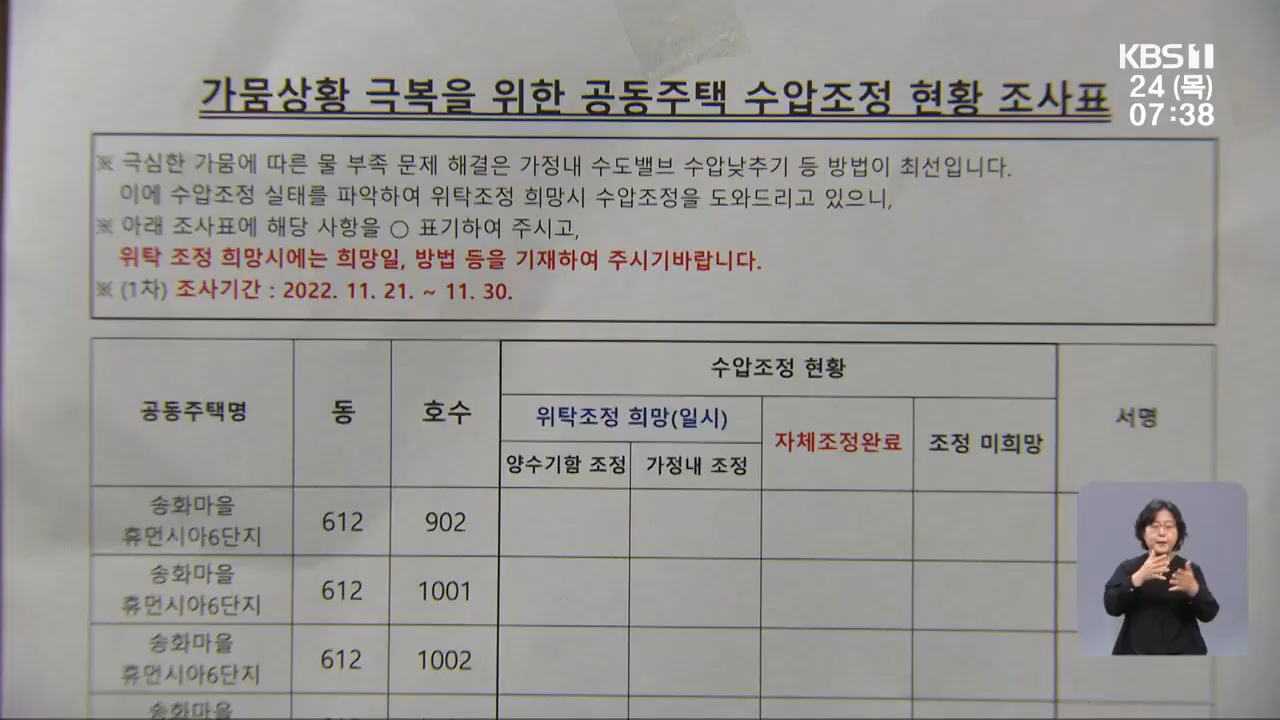 KBS1
24 (목)
07:38
가뭄상황 극복을 위한 공동주택 수압조정 현황 조사표
※ 극심한 가뭄에 따른 물 부족 문제 해결은 가정내 수도밸브 수압낮추기 등 방법이 최선입니다.
이에 수압조정 실태를 파악하여 위탁조정 희망시 수압조정을 도와드리고 있으니,
※ 아래 조사표에 해당 사항을 ○ 표기하여 주시고,
위탁 조정 희망시에는 희망일, 방법 등을 기재하여 주시기바랍니다.
※ (1차) 조사기간 : 2022. 11. 21. ~ 11. 30.
공동주택명 동 호수 수압조정 현황 서명
위탁조정 희망(일시) 자체조정완료 조정 미희망
양수기함 조정 가정내 조정
송화마을
휴먼시아6단지 612 902
송화마을
휴먼시아6단지 612 1001
송화마을
휴먼시아6단지 612 1002
송화마을